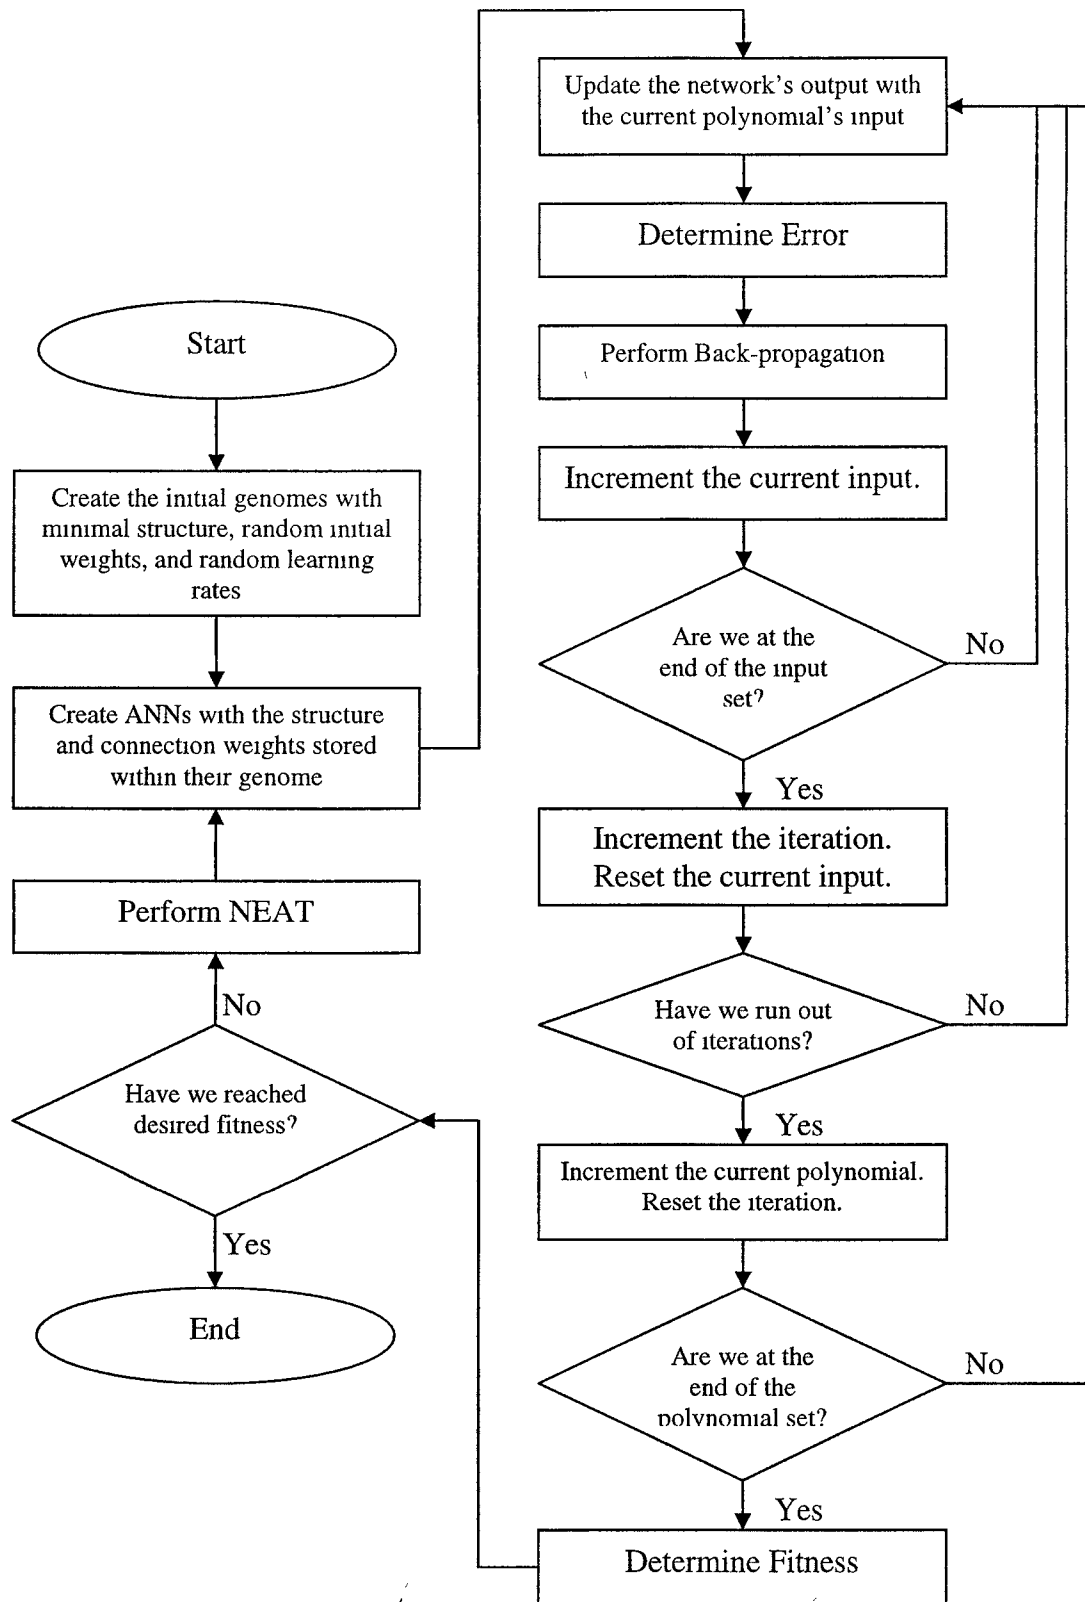 Start
Create the initial genomes with
minimal structure, random initial
weights, and random learning
rates
Create ANNs with the structure
and connection weights stored
within their genome
Perform NEAT
No
Have we reached
desired fitness?
Yes
End
Update the network's output with
the current polynomial's input
Determine Error
Perform Back-propagation
Increment the current input.
Are we at the
end of the input
set?
No
Yes
Increment the iteration.
Reset the current input.
Have we run out
of iterations?
No
Yes
Increment the current polynomial.
Reset the iteration.
Are we at the
end of the
polynomial set?
No
Yes
Determine Fitness